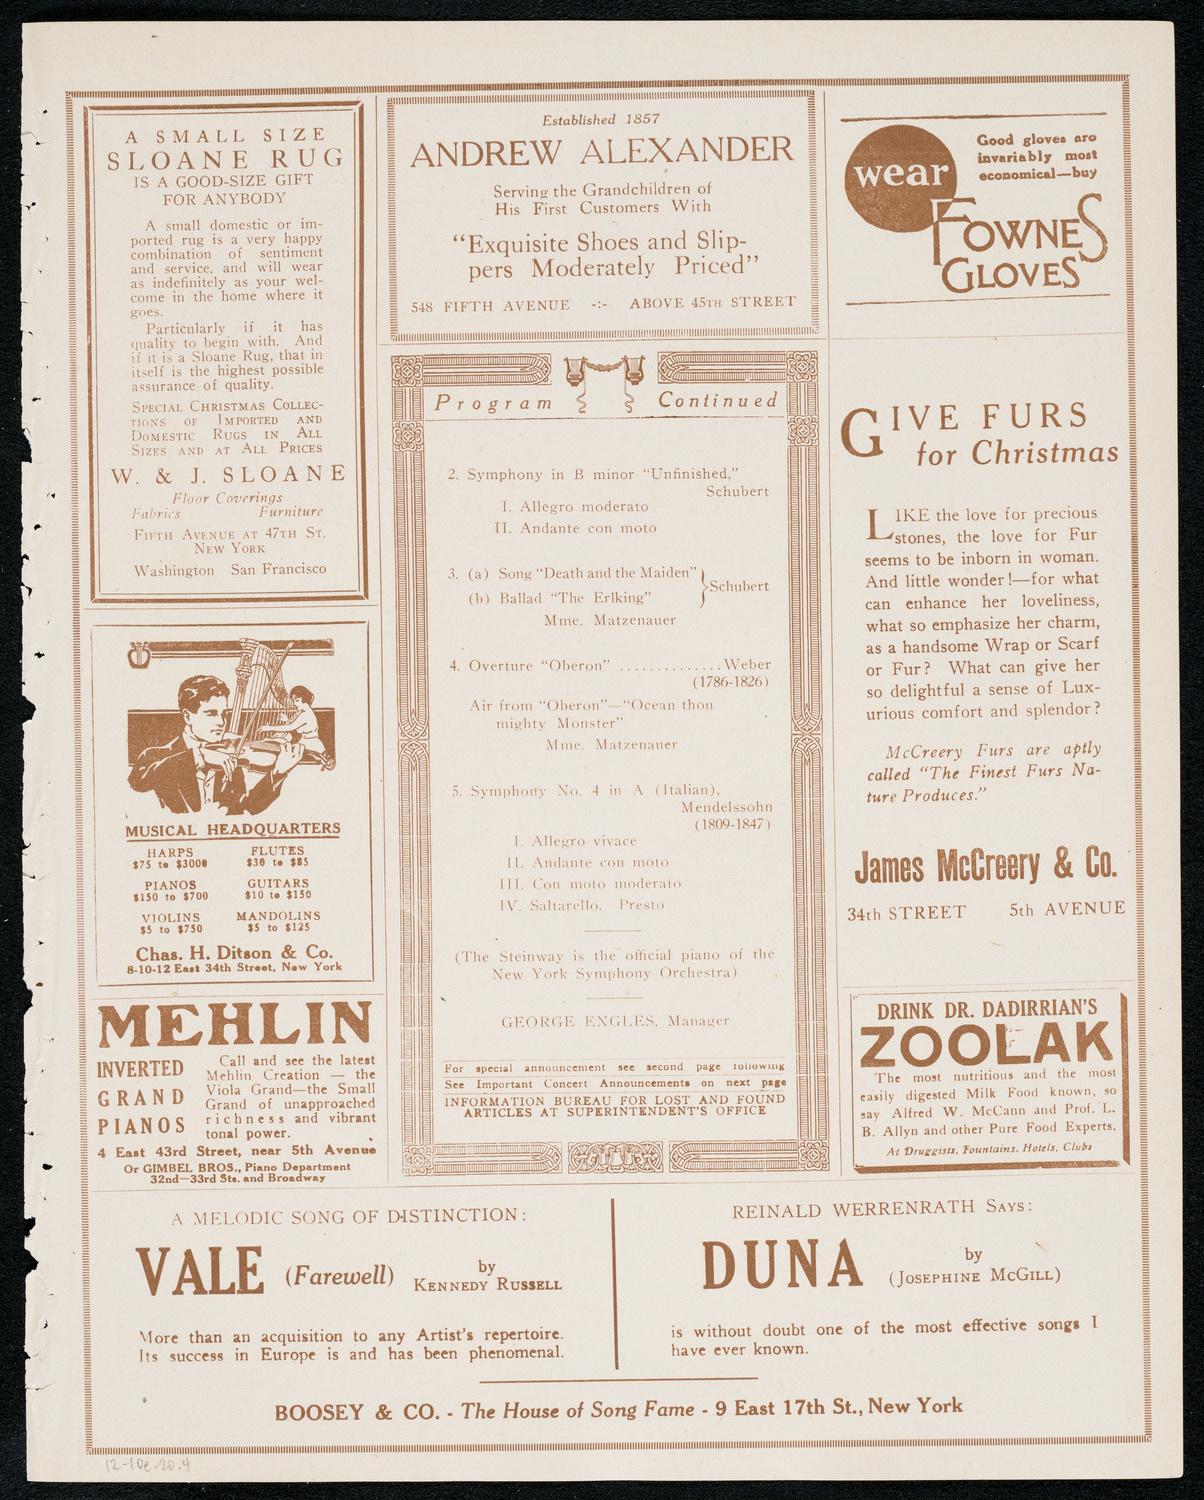 A SMALL SIZE
SLOANE RUG
IS A GOOD-SIZE GIFT
FOR ANYBODY
A small domestic or im-
ported rug is a very happy
combination of sentiment
and service, and will wear
as indefinitely as your wel-
come in the home where it
goes.
Particularly if it has
quality to begin with. And
if it is a Sloane Rug, that in
itself is the highest possible
assurance of quality.
SPECIAL CHRISTMAS COLLEC-
TIONS OF IMPORTED AND
DOMESTIC RUGS IN ALL
SIZES AND AT ALL PRICES
W. & J. SLOANE
Floor Coverings
Fabrics Furniture
FIFTH AVENUE AT 47TH ST.
NEW YORK
Washington San Francisco
MUSICAL HEADQUARTERS
HARPS FLUTES
$75 to $3000 $30 to $85
PIANOS GUITARS
$150 to $700 $10 to $150
VIOLINS MANDOLINS
$5 to $750 $5 to $125
Chas. H. Ditson & Co.
8-10-12 East 34th Street, New York
MEHLIN
INVERTED
GRAND
PIANOS
Call and see the latest
Mehlin Creation — the
Viola Grand—the Small
Grand of unapproached
richness and vibrant
tonal power.
4 East 43rd Street, near 5th Avenue
Or GIMBEL BROS., Piano Department
32nd—33rd Sts. and Broadway
Established 1857
ANDREW ALEXANDER
Serving the Grandchildren of
His First Customers With
"Exquisite Shoes and Slip-
pers Moderately Priced"
548 FIFTH AVENUE -:- ABOVE 45TH STREET
Program Continued
2. Symphony in B minor "Unfinished,"
Schubert
I. Allegro moderato
II. Andante con moto
3. (a) Song "Death and the Maiden"
(b) Ballad "The Erlking"
} Schubert
Mme. Matzenauer
4. Overture "Oberon" ..............Weber
(1786-1826)
Air from "Oberon"—"Ocean thou
mighty Monster"
Mme. Matzenauer
5. Symphony No. 4 in A (Italian),
Mendelssohn
(1809-1847)
I. Allegro vivace
II. Andante con moto
III. Con moto moderato
IV. Saltarello. Presto
(The Steinway is the official piano of the
New York Symphony Orchestra)
GEORGE ENGLES, Manager
For special announcement see second page following
See Important Concert Announcements on next page
INFORMATION BUREAU FOR LOST AND FOUND
ARTICLES AT SUPERINTENDENT'S OFFICE
wear
Good gloves are
invariably most
economical—buy
FOWNES
GLOVES
GIVE FURS
for Christmas
LIKE the love for precious
stones, the love for Fur
seems to be inborn in woman.
And little wonder!—for what
can enhance her loveliness,
what so emphasize her charm,
as a handsome Wrap or Scarf
or Fur? What can give her
so delightful a sense of Lux-
urious comfort and splendor?
McCreery Furs are aptly
called "The Finest Furs Na-
ture Produces."
James McCreery & Co.
34th STREET 5th AVENUE
DRINK DR. DADIRRIAN'S
ZOOLAK
The most nutritious and the most
easily digested Milk Food known, so
say Alfred W. McCann and Prof. L.
B. Allyn and other Pure Food Experts.
At Druggists, Fountains, Hotels, Clubs
A MELODIC SONG OF DISTINCTION:
VALE (Farewell) by
KENNEDY RUSSELL
More than an acquisition to any Artist's repertoire.
Its success in Europe is and has been phenomenal.
REINALD WERRENRATH SAYS:
DUNA by
(JOSEPHINE MCGILL)
is without doubt one of the most effective songs I
have ever known.
BOOSEY & CO. - The House of Song Fame - 9 East 17th St., New York
12-10e-20.4